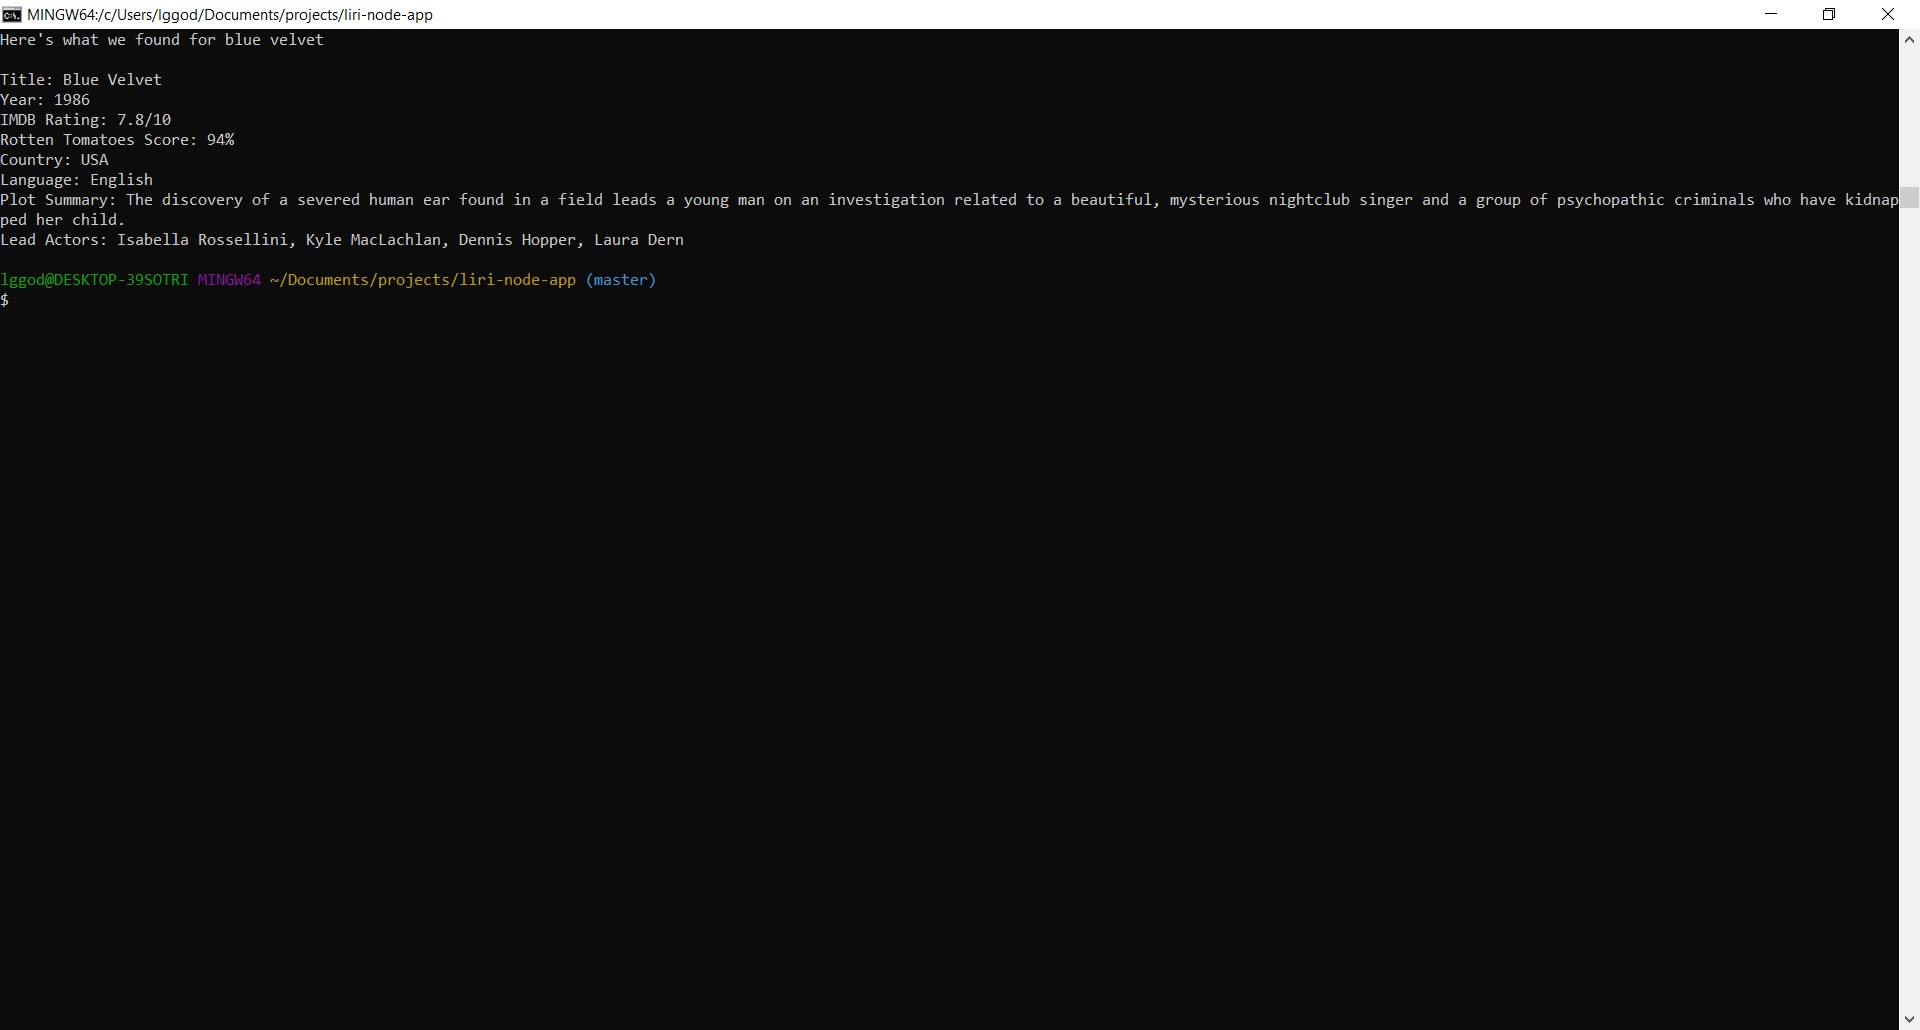 MINGW64:/c/Users/lggod/Documents/projects/liri-node-app
Here's what we found for blue velvet
Title: Blue Velvet
Year: 1986
IMDB Rating: 7.8/10
Rotten Tomatoes Score: 94%
Country: USA
Language: English
Plot Summary: The discovery of a severed human ear found in a field leads a young man on an investigation related to a beautiful, mysterious nightclub singer and a group of psychopathic criminals who have kidnap
ped her child.
Lead Actors: Isabella Rossellini, Kyle MacLachlan, Dennis Hopper, Laura Dern
lggod@DESKTOP-39SOTRI MINGW64 ~/Documents/projects/liri-node-app (master)
$